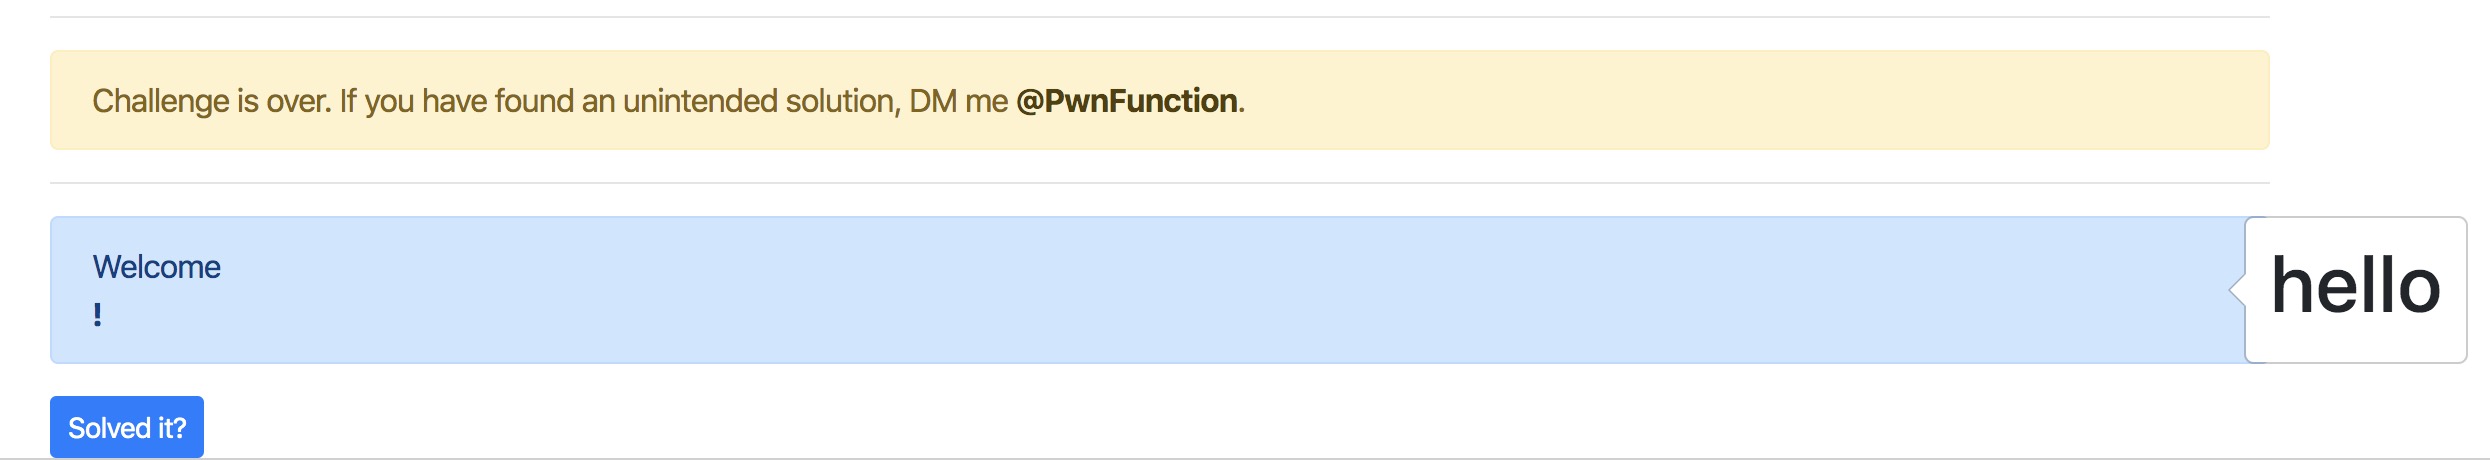 Challenge is over. If you have found an unintended solution, DM me @PwnFunction.
Welcome
!
hello
Solved it?